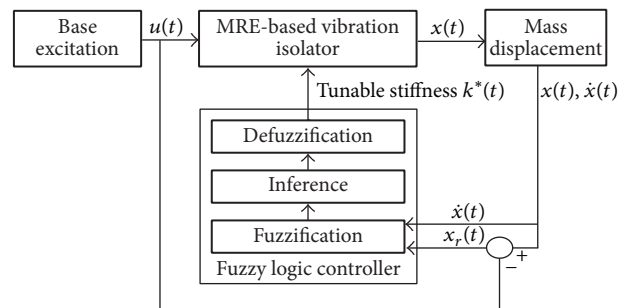 Base
excitation
u(t)
MRE-based vibration
isolator
x(t)
Mass
displacement
Tunable stiffness k*(t)
x(t), ẋ(t)
Defuzzification
Inference
Fuzzification
ẋ(t)
x_r(t)
+
−
Fuzzy logic controller